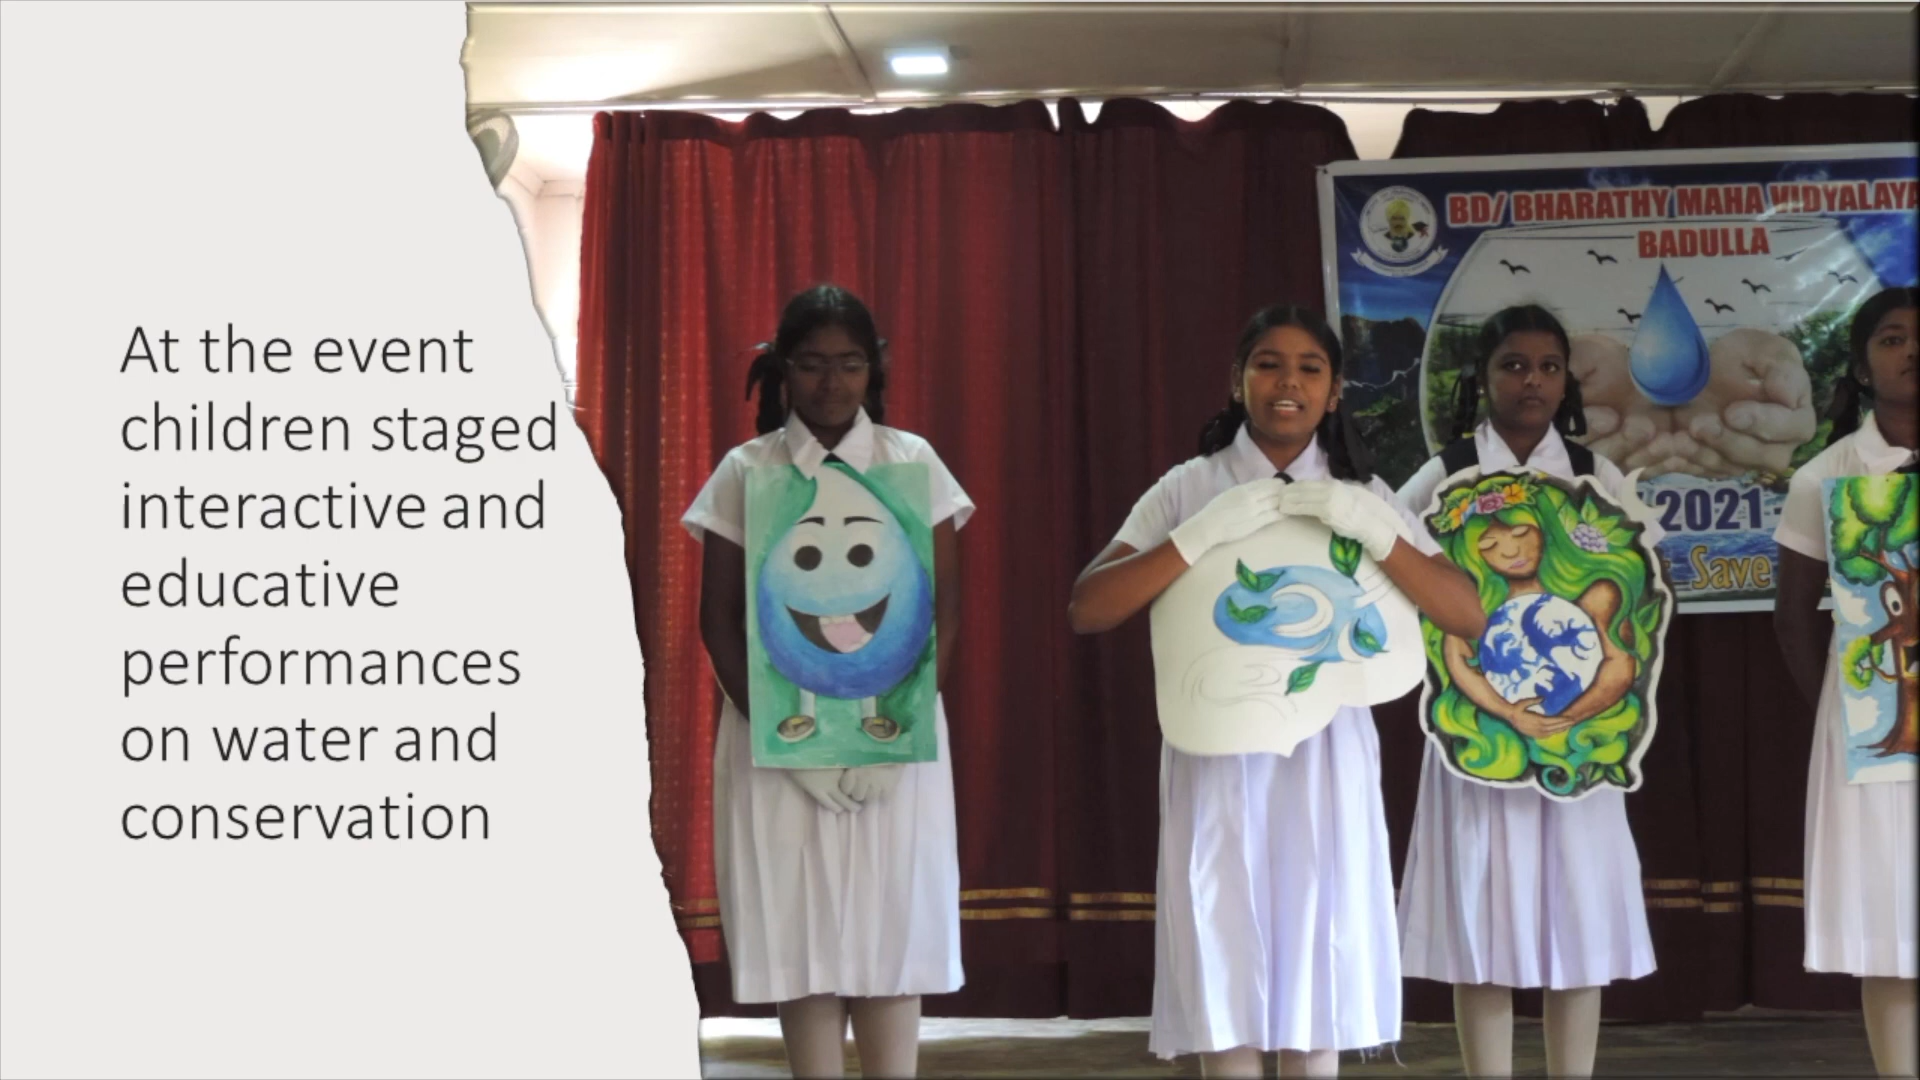 At the event
children staged
interactive and
educative
performances
on water and
conservation
BD/ BHARATHY MAHA VIDYALAYA
BADULLA
2021 -
Save